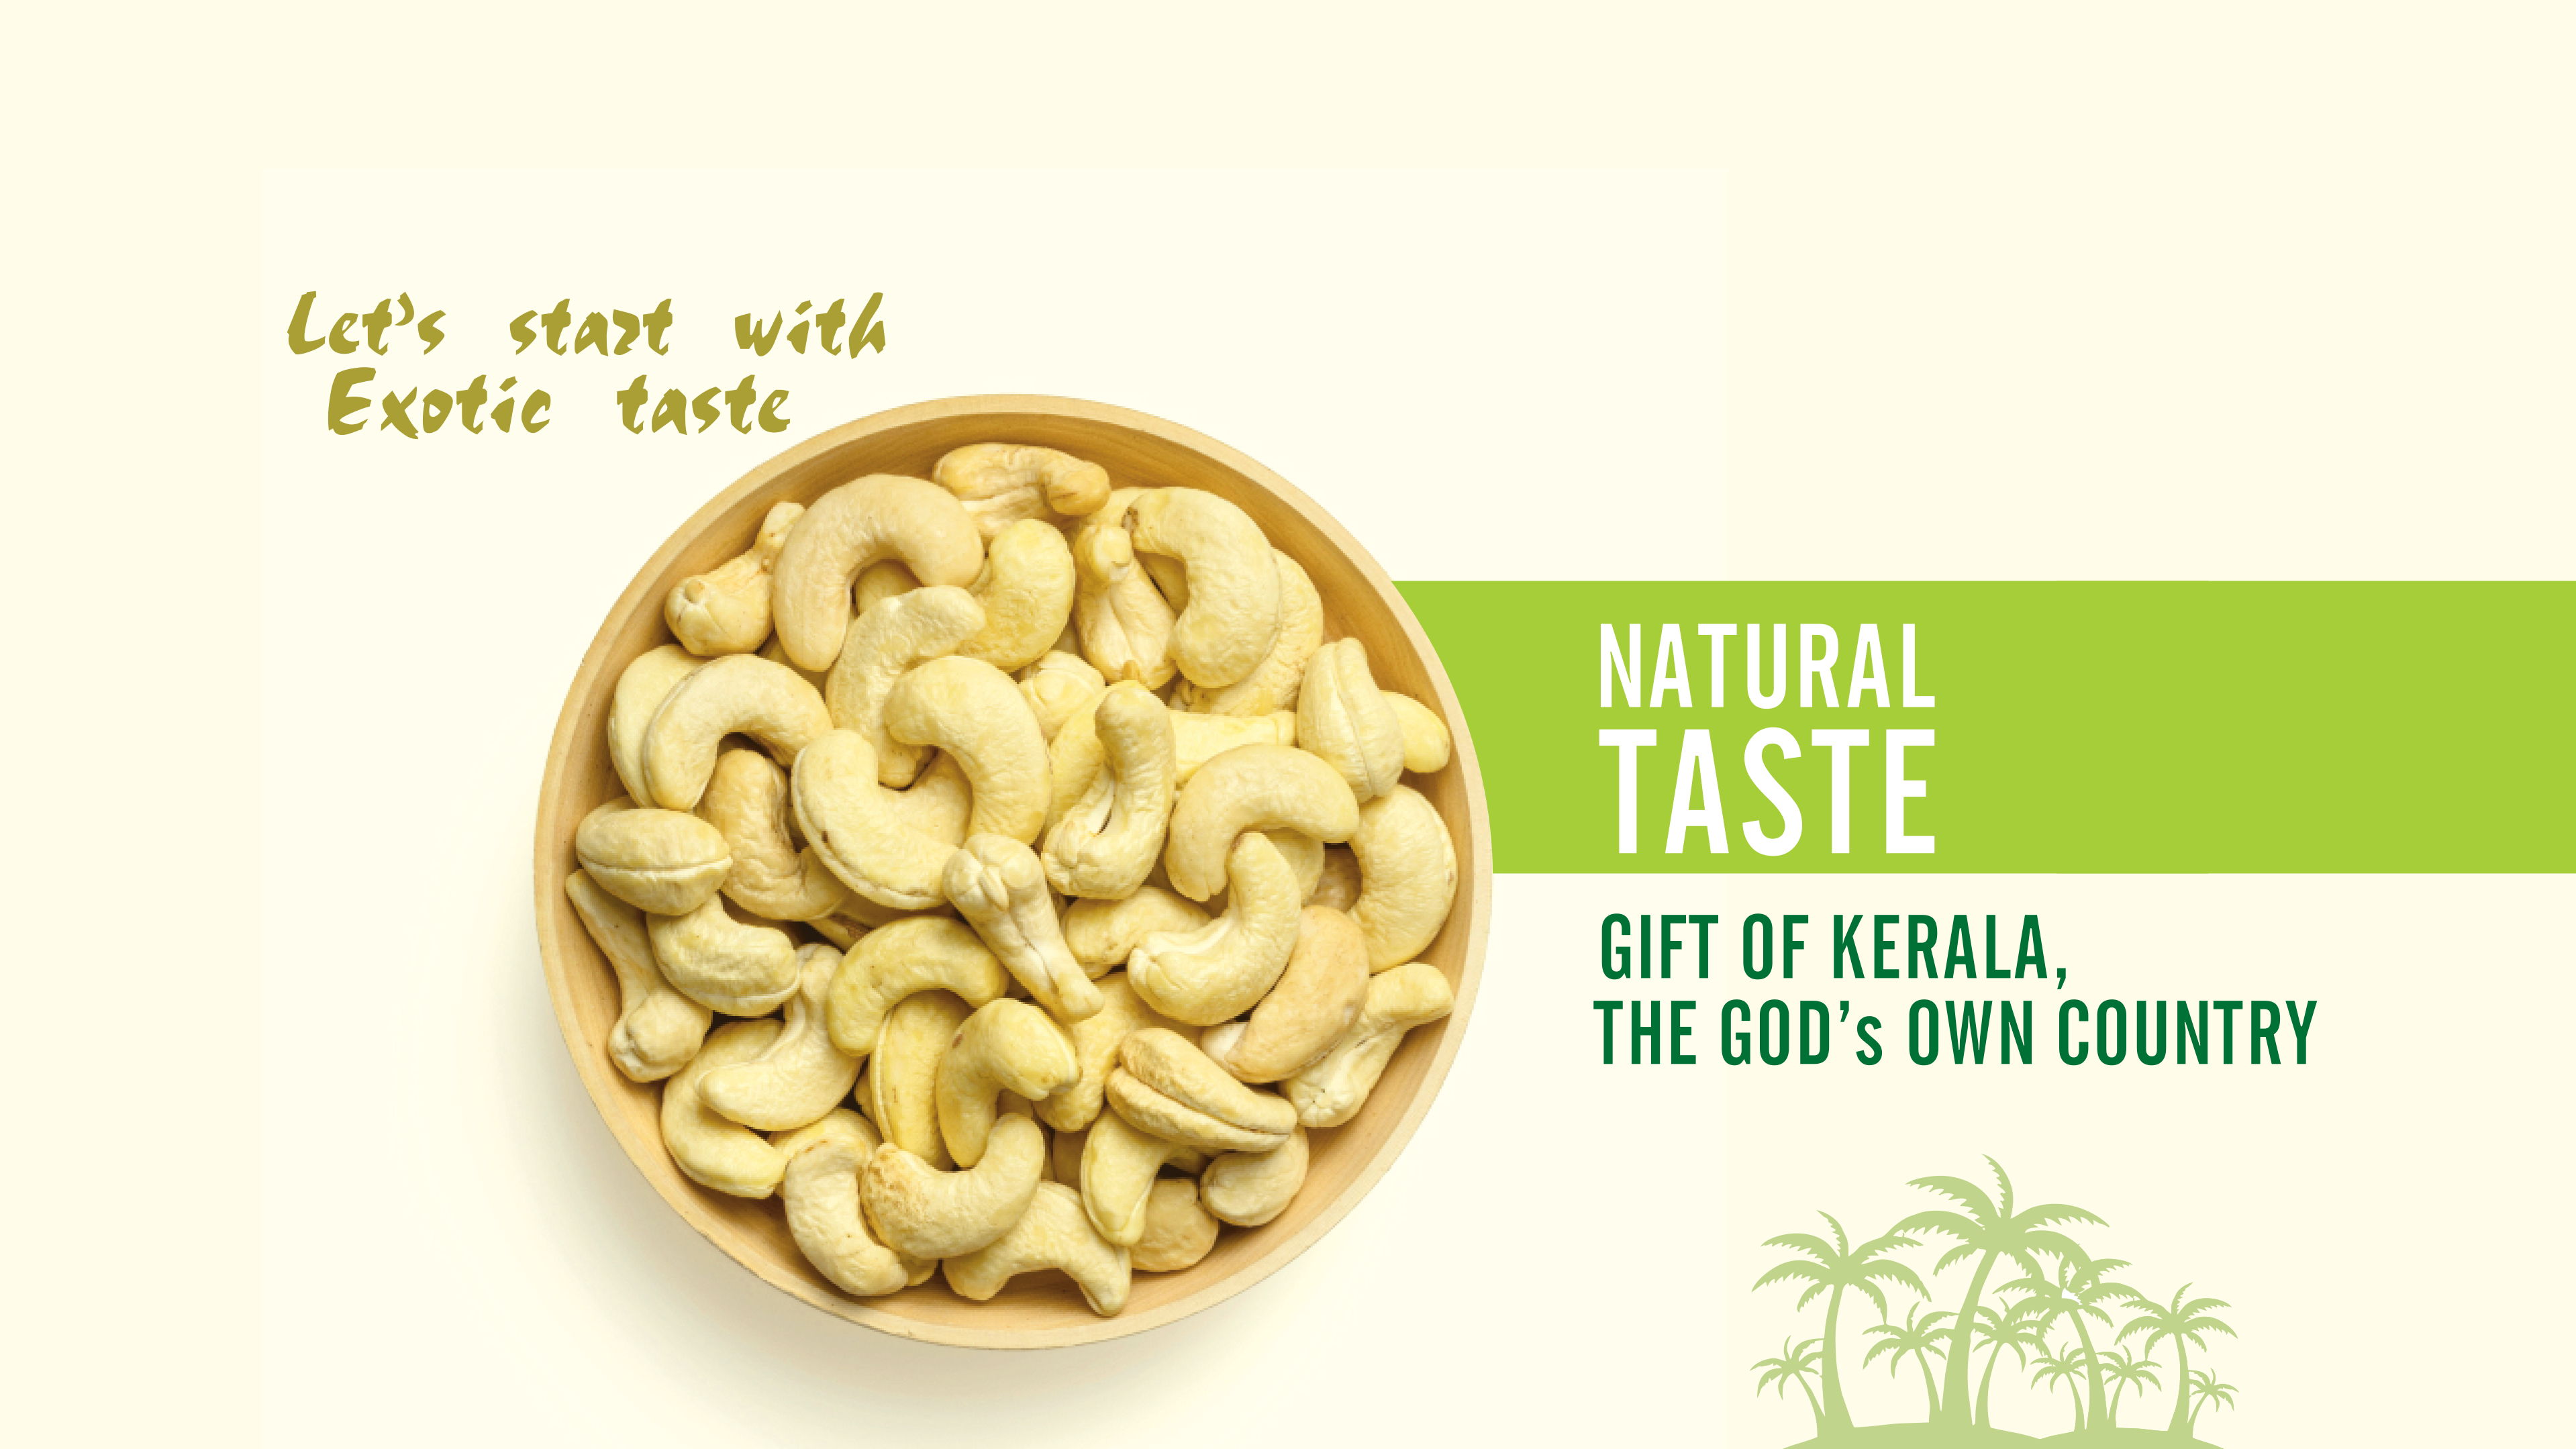 Let's start with
Exotic taste
NATURAL
TASTE
GIFT OF KERALA,
THE GOD's OWN COUNTRY